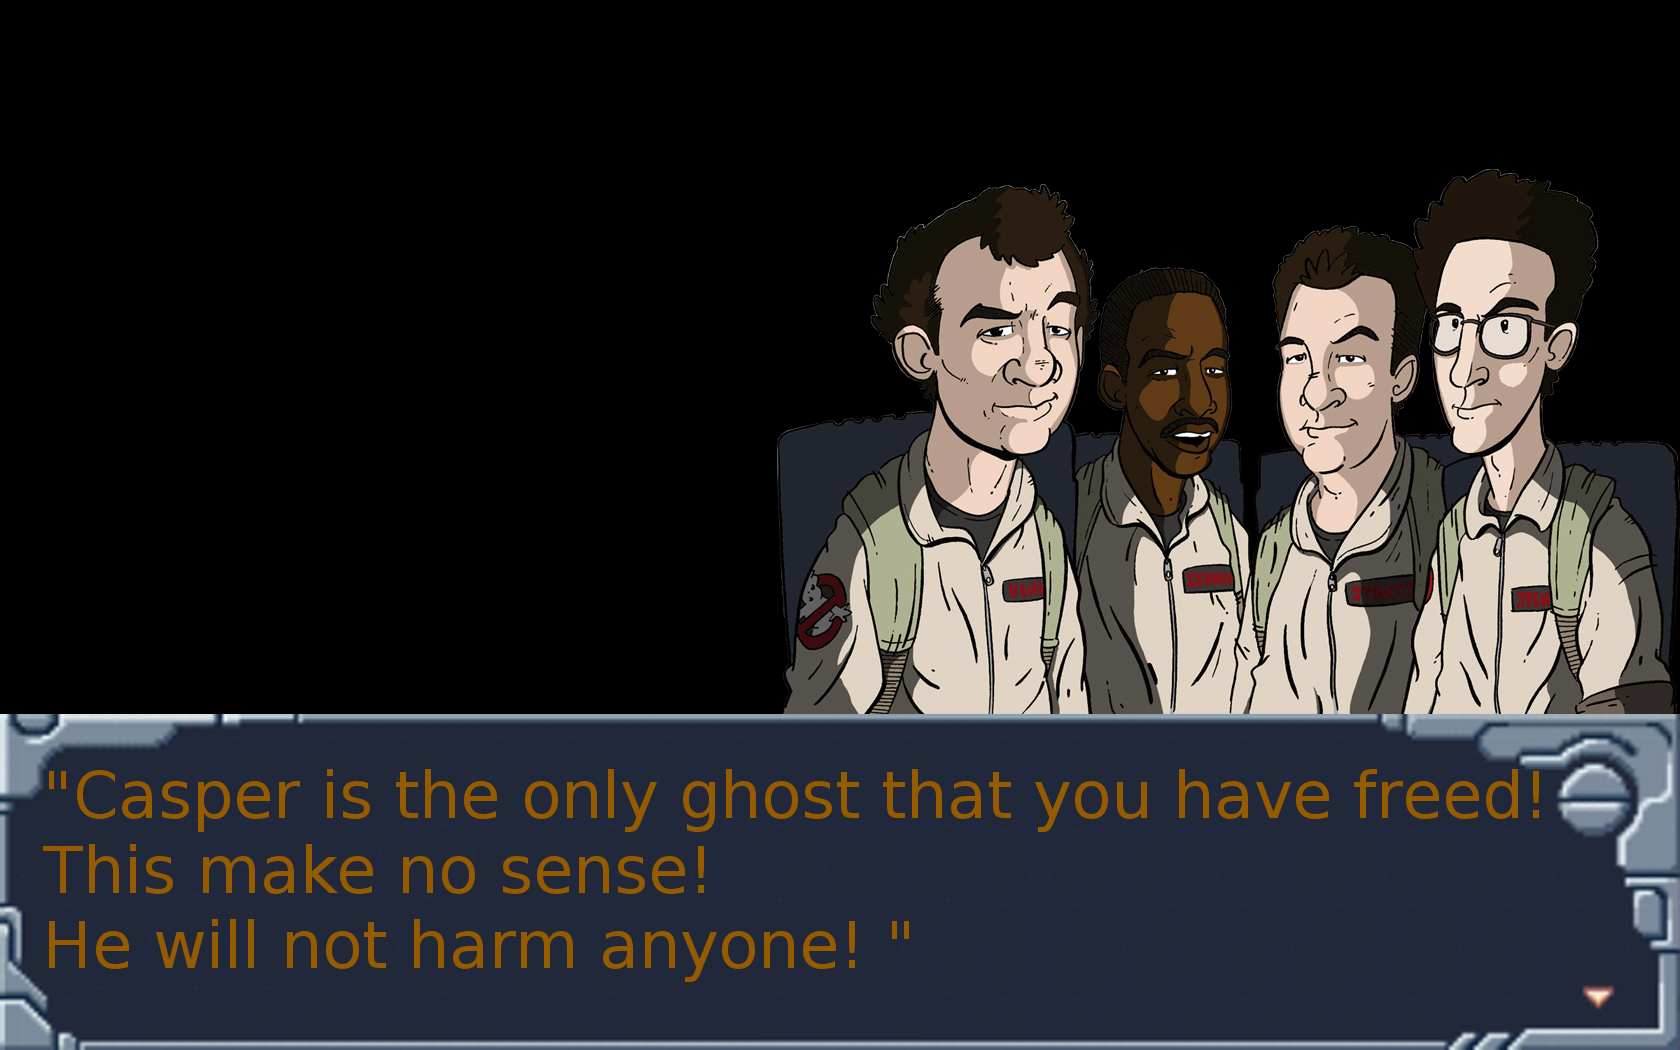 "Casper is the only ghost that you have freed!
This make no sense!
He will not harm anyone! "